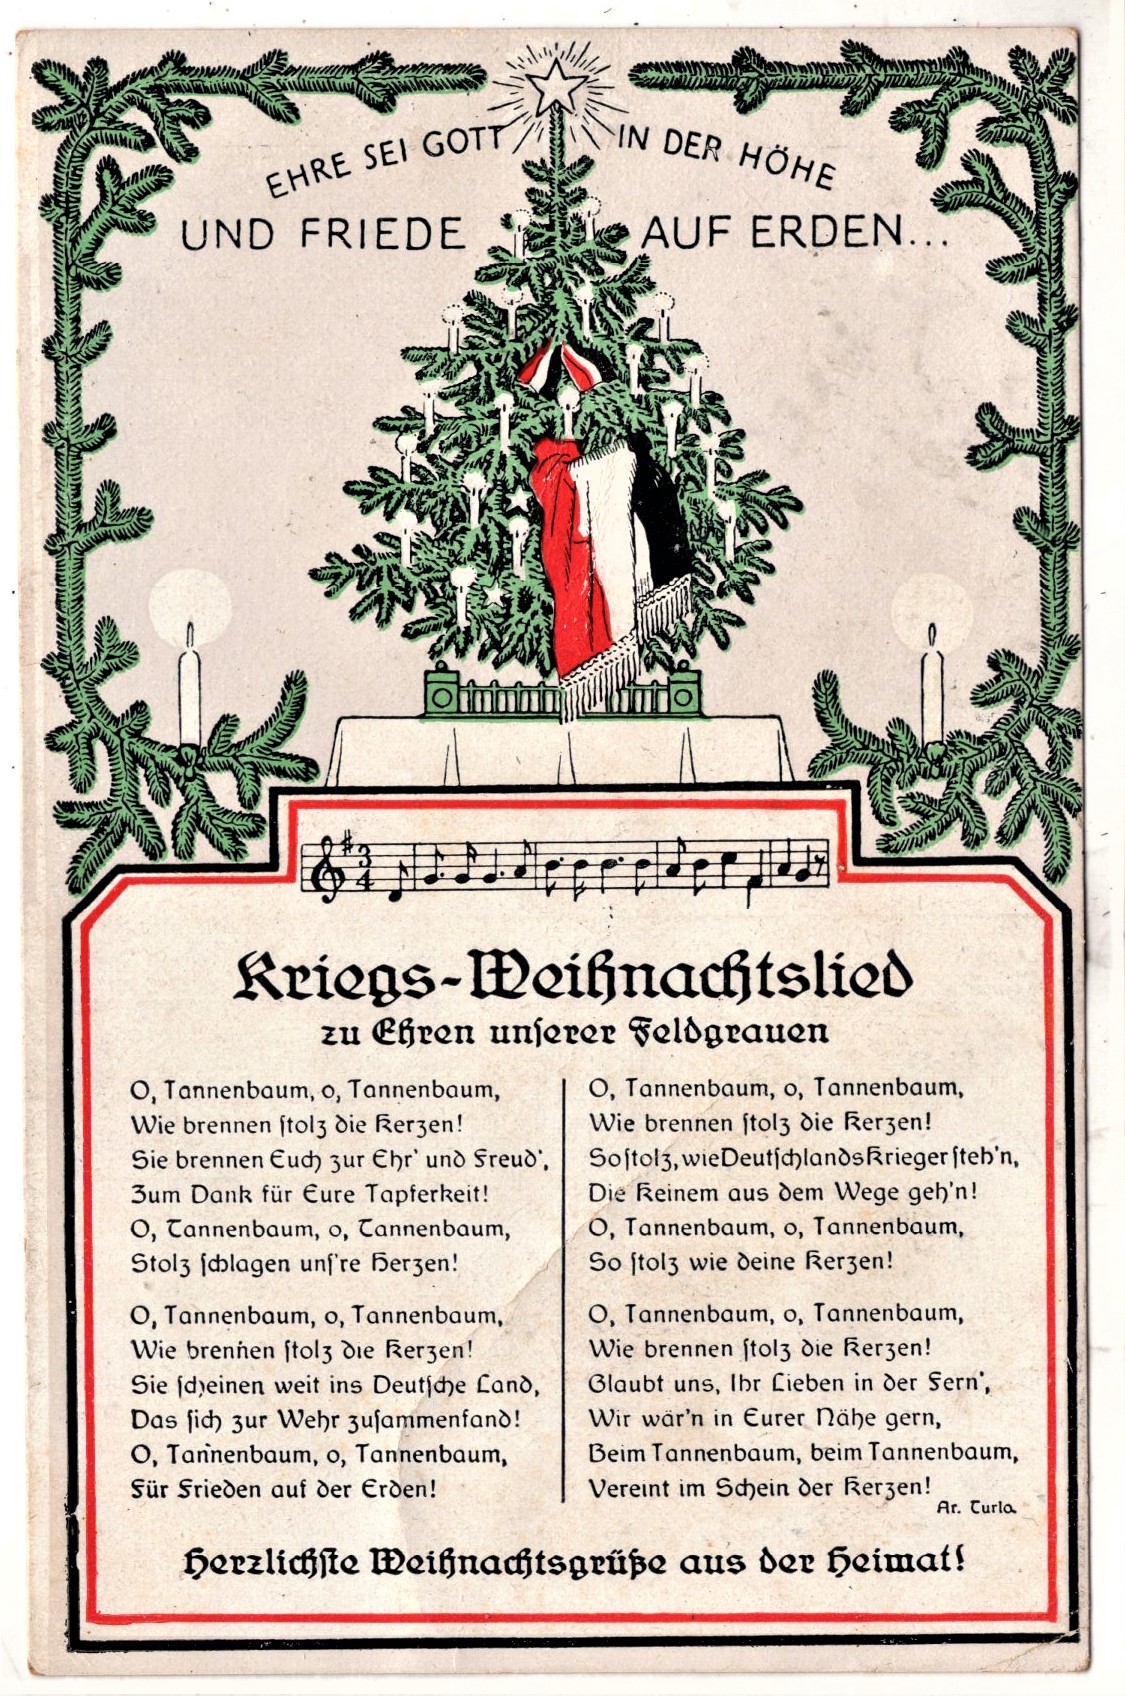 EHRE SEI GOTT IN DER HÖHE
UND FRIEDE AUF ERDEN...
Kriegs-Weihnachtslied
zu Ehren unserer Feldgrauen
O, Tannenbaum, o, Tannenbaum,
Wie brennen ſtolz die Kerzen!
Sie brennen Euch zur Ehr' und Freud',
Zum Dank für Eure Tapferkeit!
O, Tannenbaum, o, Tannenbaum,
Stolz ſchlagen unſ're Herzen!
O, Tannenbaum, o, Tannenbaum,
Wie brennen ſtolz die Kerzen!
Sie ſcheinen weit ins Deutſche Land,
Das ſich zur Wehr zuſammenfand!
O, Tannenbaum, o, Tannenbaum,
Für Frieden auf der Erden!
O, Tannenbaum, o, Tannenbaum,
Wie brennen ſtolz die Kerzen!
So ſtolz, wie Deutſchlands Krieger ſteh'n,
Die Keinem aus dem Wege geh'n!
O, Tannenbaum, o, Tannenbaum,
So ſtolz wie deine Kerzen!
O, Tannenbaum, o, Tannenbaum,
Wie brennen ſtolz die Kerzen!
Glaubt uns, Ihr Lieben in der Fern',
Wir wär'n in Eurer Nähe gern,
Beim Tannenbaum, beim Tannenbaum,
Vereint im Schein der Kerzen!
Ar. Turla.
Herzlichſte Weihnachtsgrüße aus der Heimat!